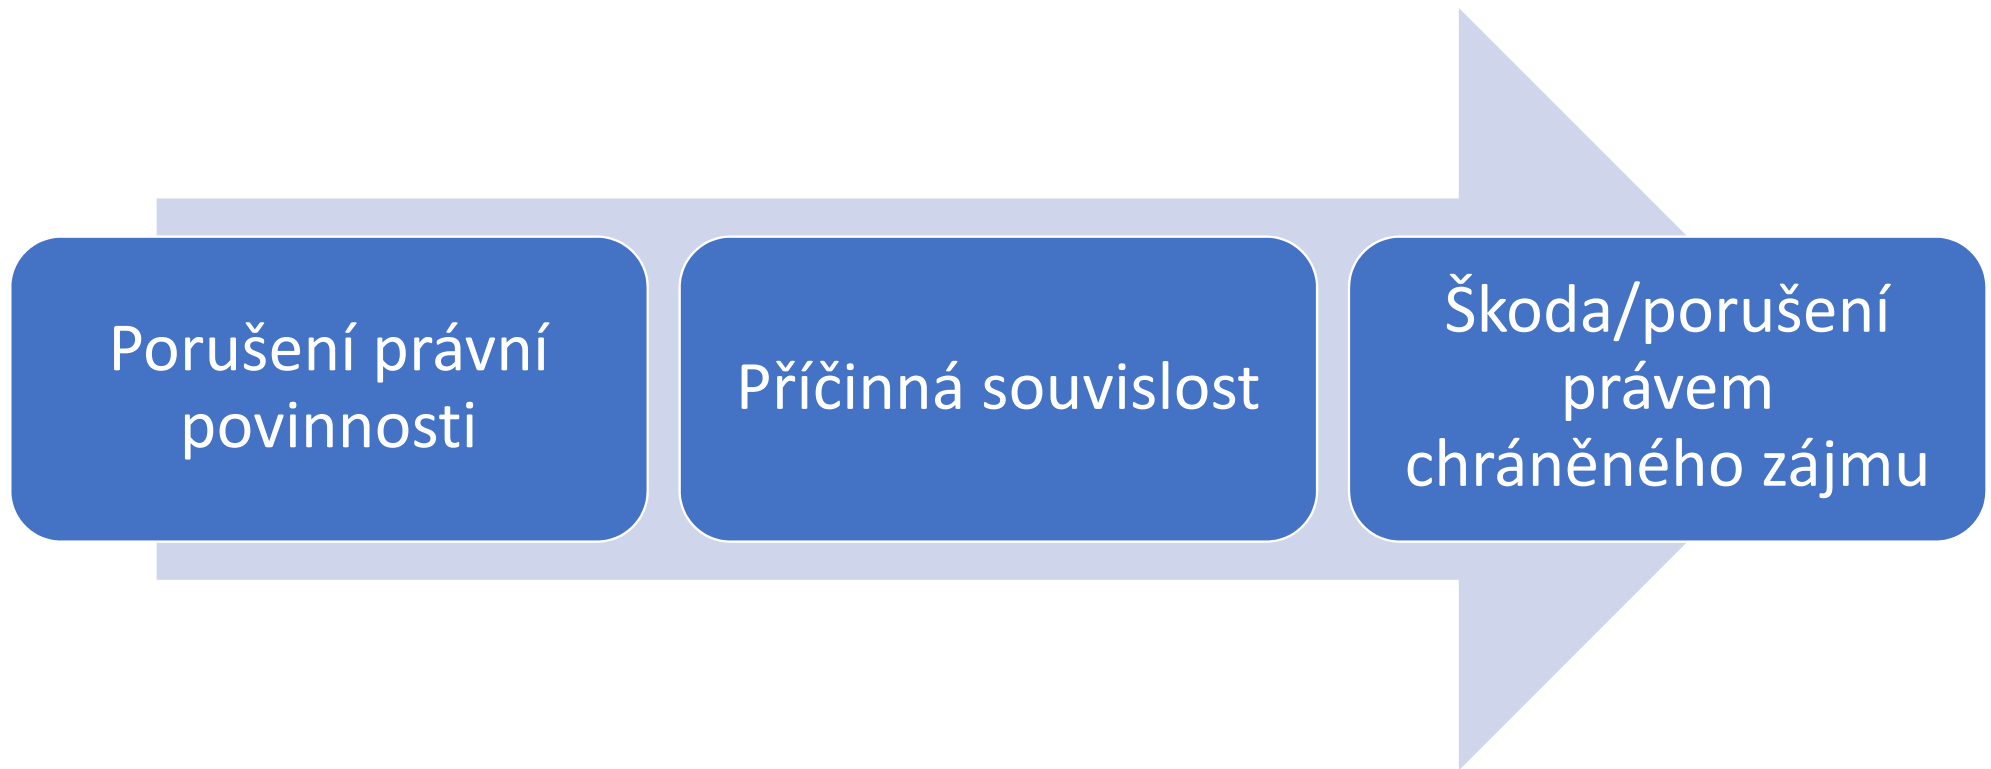 Porušení právní
povinnosti
Příčinná souvislost
Škoda/porušení
právem
chráněného zájmu